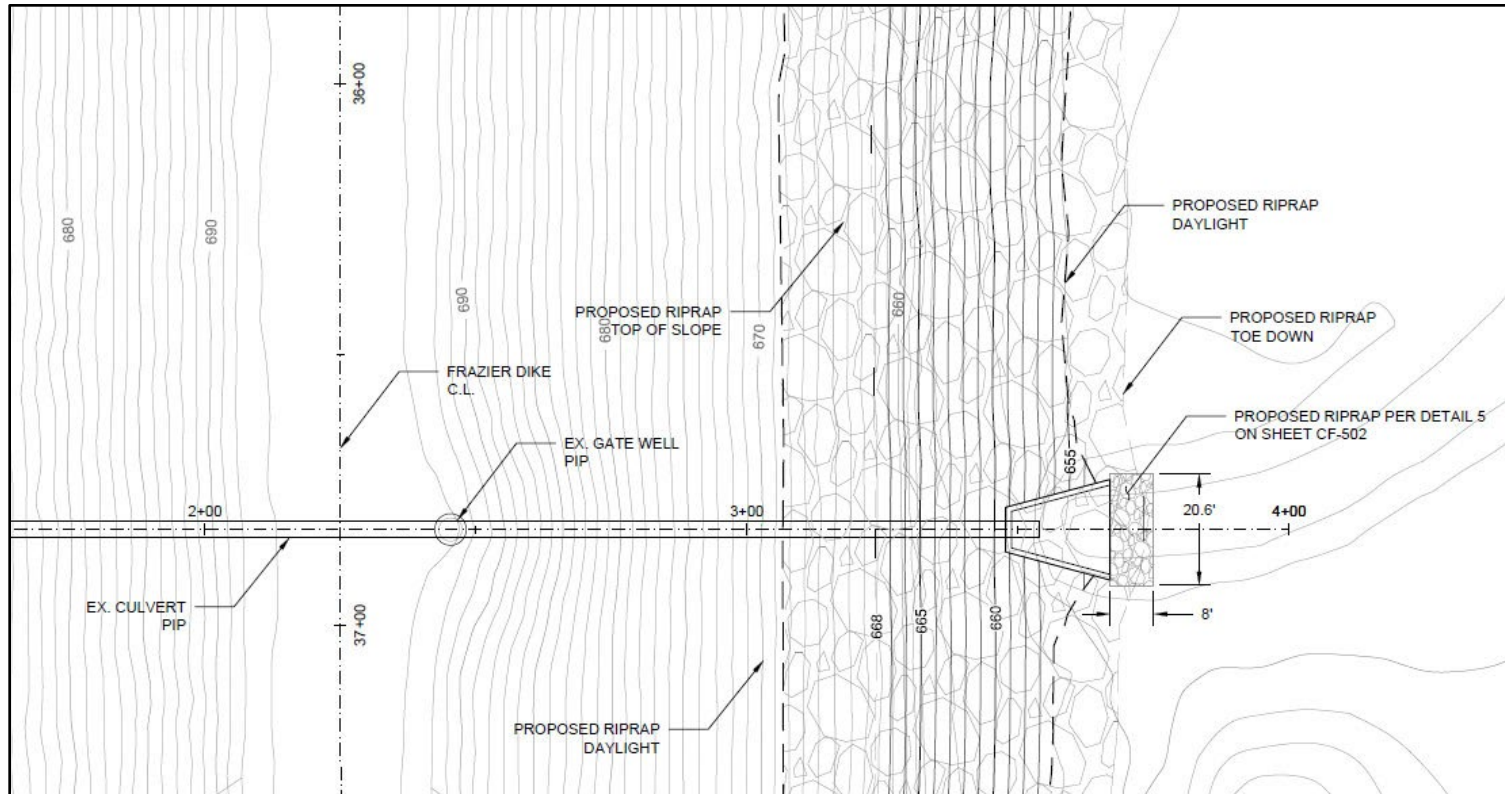 36+00
680
690
690
680
670
660
PROPOSED RIPRAP
TOP OF SLOPE
PROPOSED RIPRAP
DAYLIGHT
PROPOSED RIPRAP
TOE DOWN
FRAZIER DIKE
C.L.
EX. GATE WELL
PIP
PROPOSED RIPRAP PER DETAIL 5
ON SHEET CF-502
655
2+00
3+00
20.6'
4+00
EX. CULVERT
PIP
37+00
668
665
660
8'
PROPOSED RIPRAP
DAYLIGHT